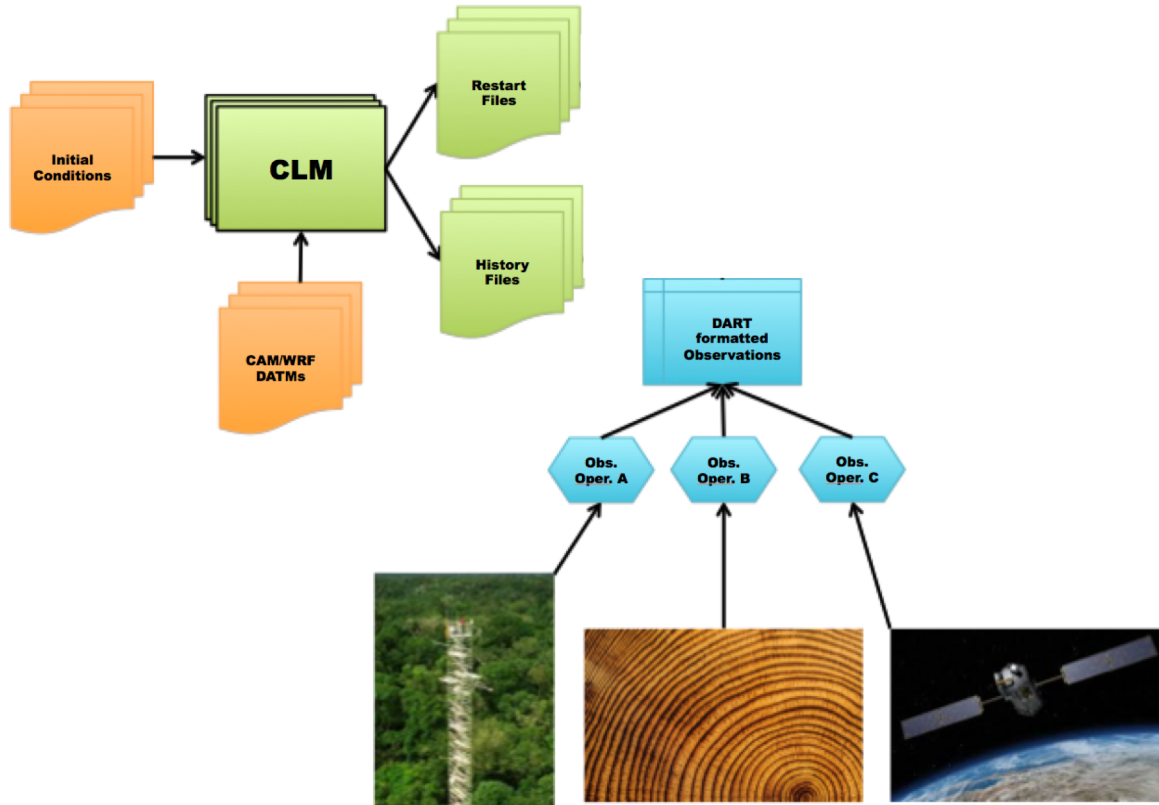 Restart
Files
Initial
Conditions
CLM
History
Files
CAM/WRF
DATMs
DART
formatted
Observations
Obs.
Oper. A
Obs.
Oper. B
Obs.
Oper. C